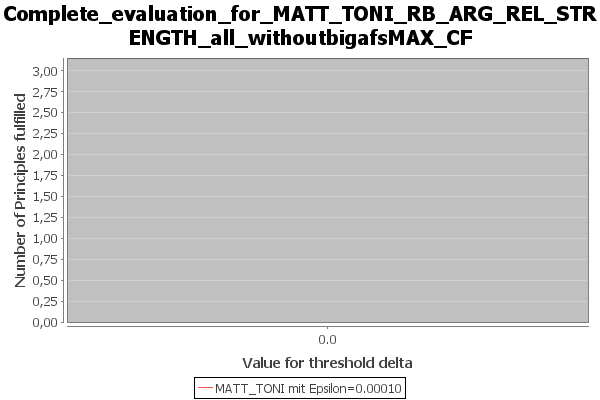 Complete_evaluation_for_MATT_TONI_RB_ARG_REL_STR
ENGTH_all_withoutbigafsMAX_CF
Number of Principles fulfilled
3,00
2,75
2,50
2,25
2,00
1,75
1,50
1,25
1,00
0,75
0,50
0,25
0,00
0.0
Value for threshold delta
MATT_TONI mit Epsilon=0.00010